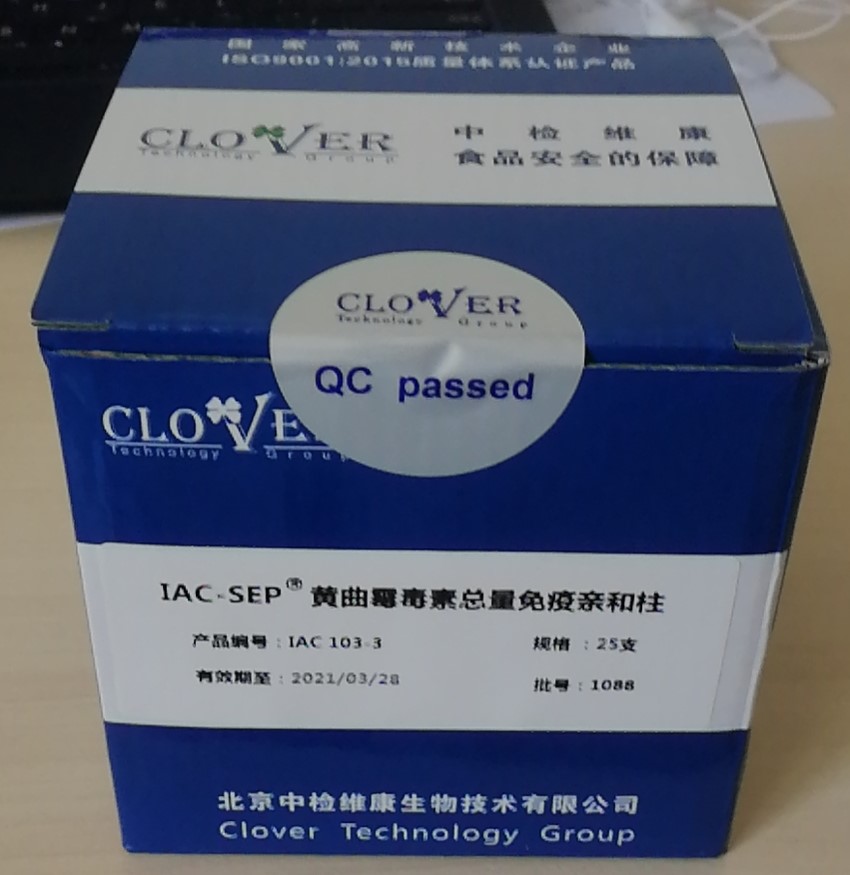 国家高新技术企业
ISO9001:2015质量体系认证产品
CLOVER
Technology Group
中检维康
食品安全的保障
CLOVER
Technology Group
QC passed
CLOVE
Technology Group
IAC-SEP® 黄曲霉毒素总量免疫亲和柱
产品编号：IAC 103-3
规格：25支
有效期至：2021/03/28
批号：1088
北京中检维康生物技术有限公司
Clover Technology Group